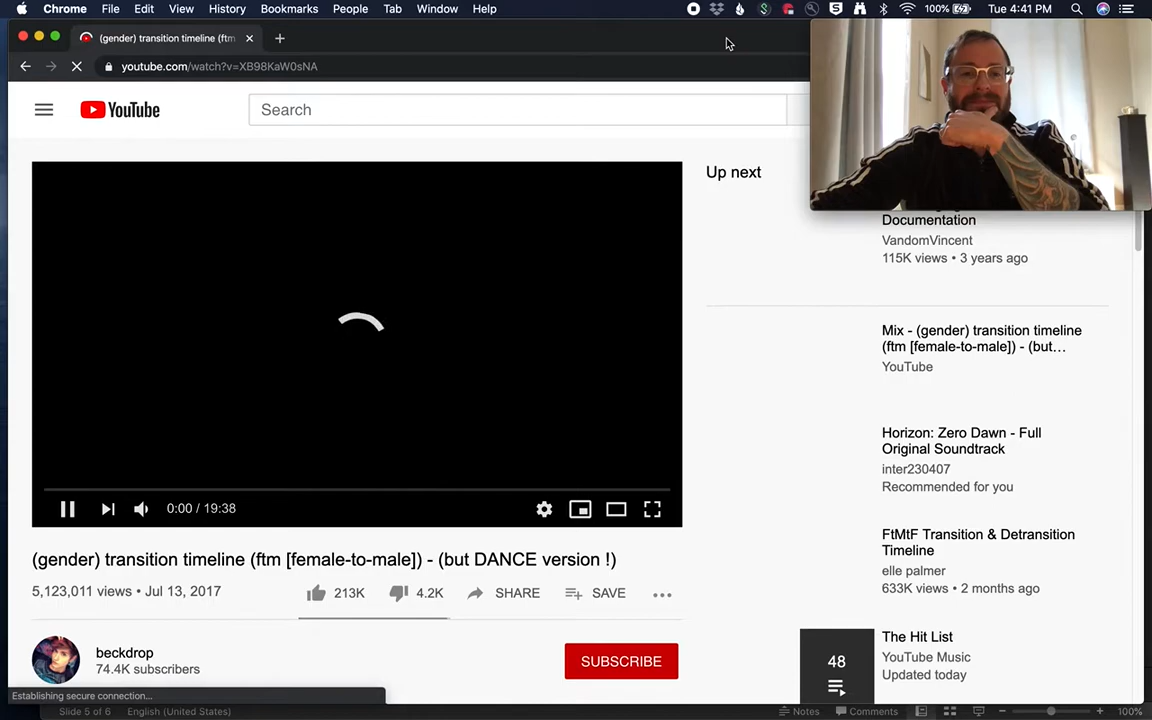 Chrome File Edit View History Bookmarks People Tab Window Help
100% Tue 4:41 PM
(gender) transition timeline (ftm
youtube.com/watch?v=XB98KaW0sNA
YouTube
Search
Up next
Documentation
VandomVincent
115K views • 3 years ago
Mix - (gender) transition timeline
(ftm [female-to-male]) - (but…
YouTube
Horizon: Zero Dawn - Full
Original Soundtrack
inter230407
Recommended for you
0:00 / 19:38
FtMtF Transition & Detransition
Timeline
elle palmer
633K views • 2 months ago
(gender) transition timeline (ftm [female-to-male]) - (but DANCE version !)
5,123,011 views • Jul 13, 2017
213K 4.2K SHARE SAVE
beckdrop
74.4K subscribers
SUBSCRIBE
48
The Hit List
YouTube Music
Updated today
Establishing secure connection...
Slide 5 of 6 English (United States) Notes Comments 100%